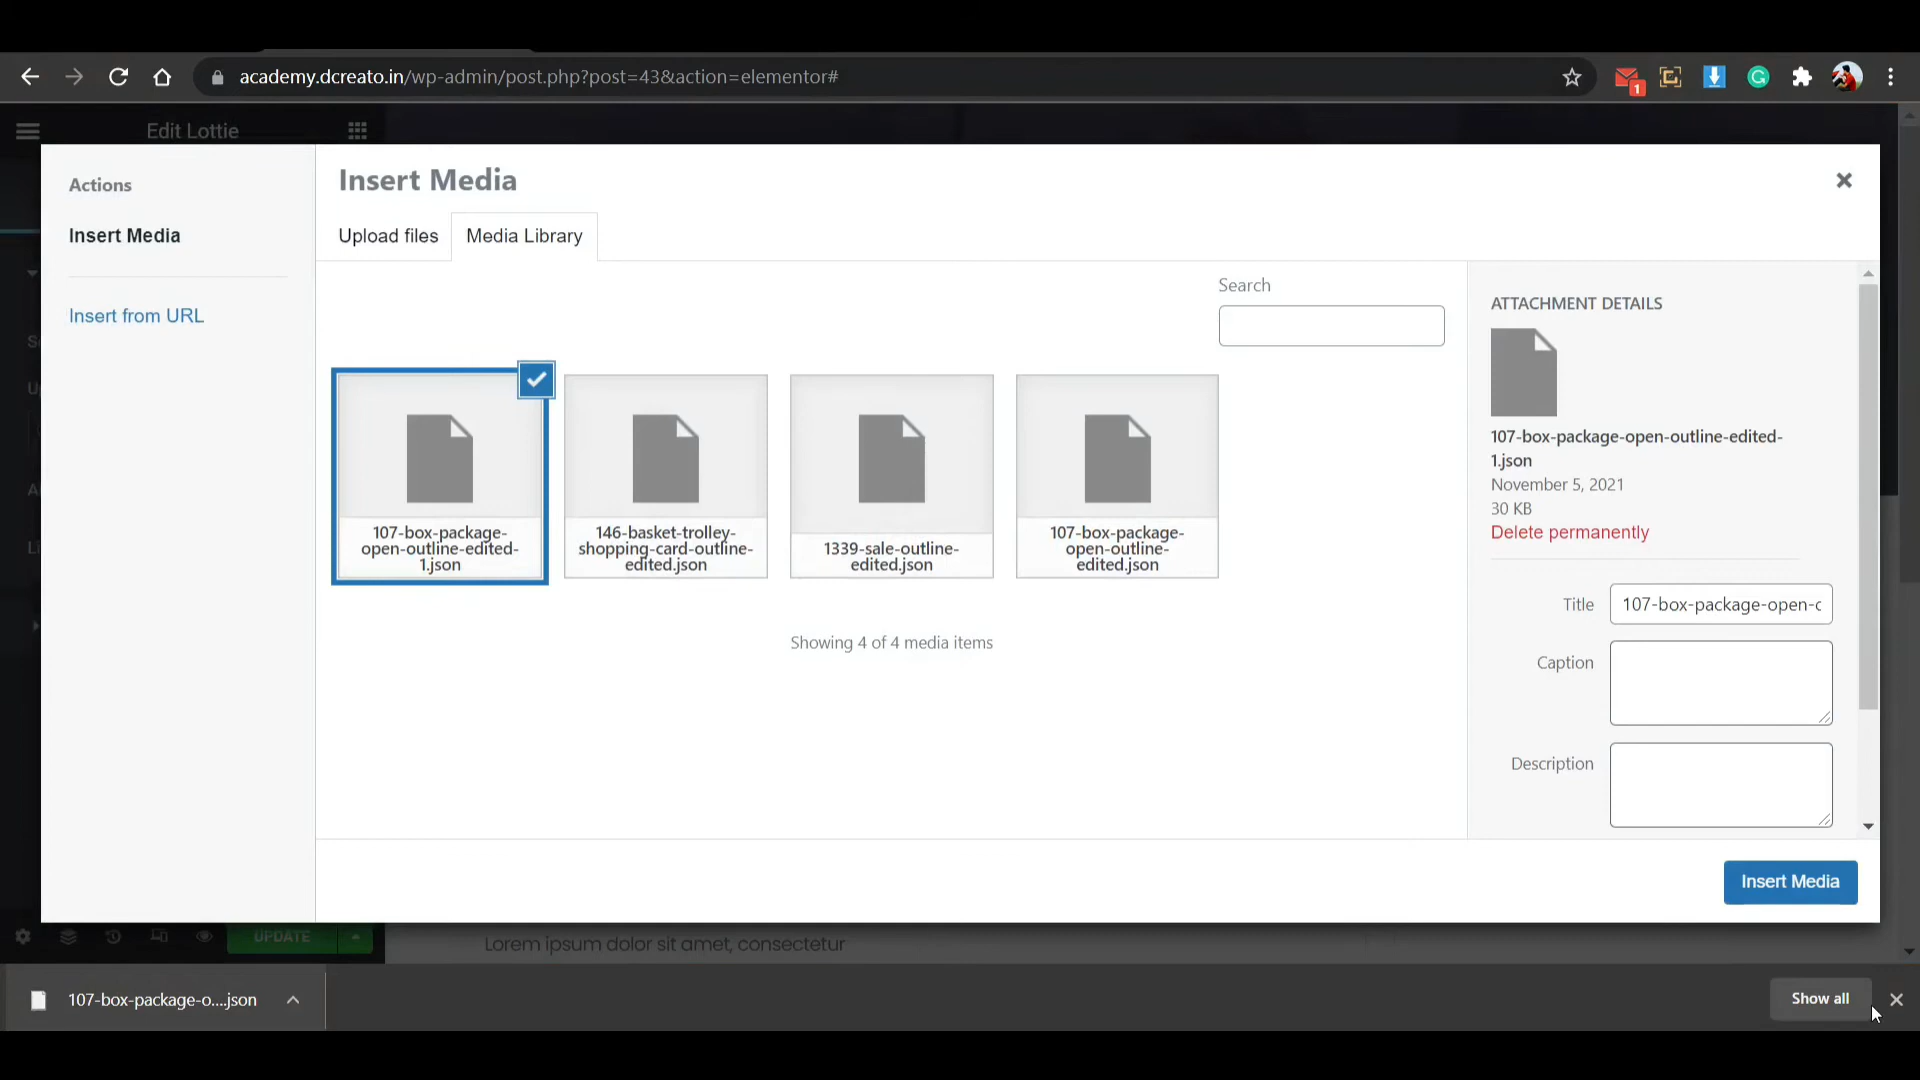 academy.dcreato.in/wp-admin/post.php?post=43&action=elementor#
1
Edit Lottie
Actions
Insert Media
Insert from URL
Insert Media
Upload files
Media Library
Search
107-box-package-
open-outline-edited-
1.json
146-basket-trolley-
shopping-card-outline-
edited.json
1339-sale-outline-
edited.json
107-box-package-
open-outline-
edited.json
Showing 4 of 4 media items
ATTACHMENT DETAILS
107-box-package-open-outline-edited-
1.json
November 5, 2021
30 KB
Delete permanently
Title
107-box-package-open-c
Caption
Description
Insert Media
UPDATE
Lorem ipsum dolor sit amet, consectetur
107-box-package-o....json
Show all